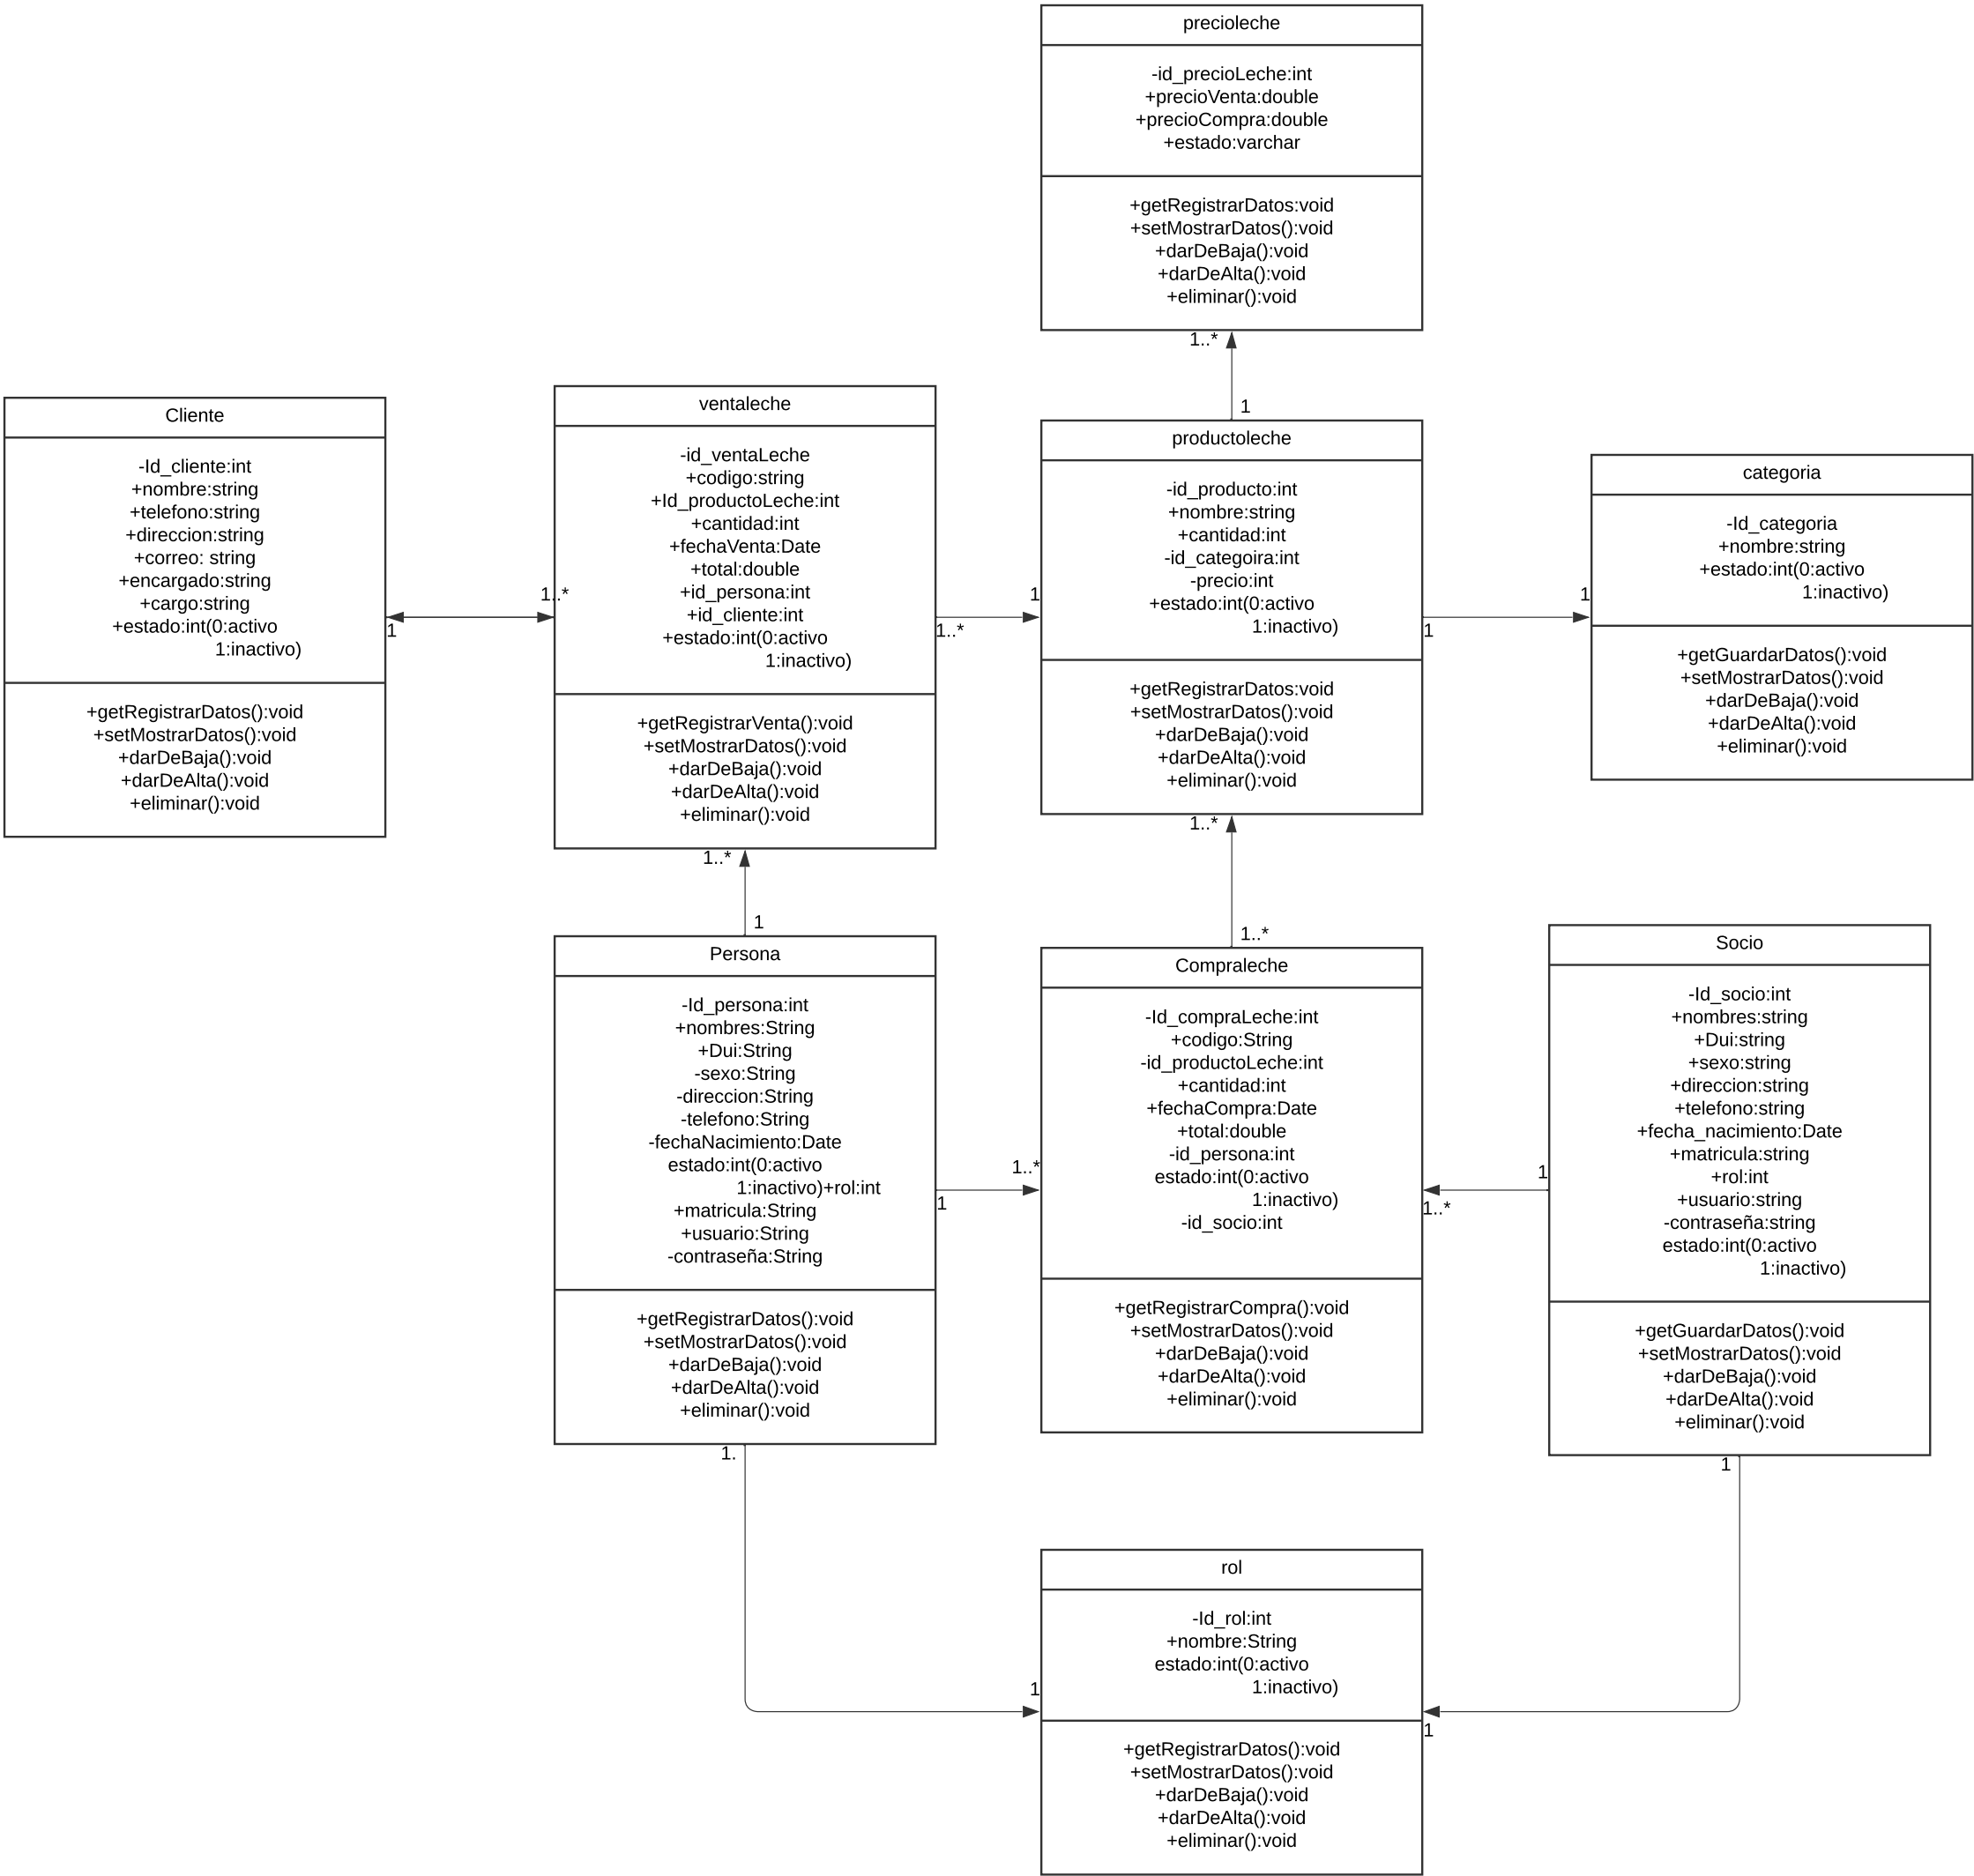 precioleche
-id_precioLeche:int
+precioVenta:double
+precioCompra:double
+estado:varchar
+getRegistrarDatos:void
+setMostrarDatos():void
+darDeBaja():void
+darDeAlta():void
+eliminar():void
1..*
1
Cliente
-Id_cliente:int
+nombre:string
+telefono:string
+direccion:string
+correo: string
+encargado:string
+cargo:string
+estado:int(0:activo
1:inactivo)
+getRegistrarDatos():void
+setMostrarDatos():void
+darDeBaja():void
+darDeAlta():void
+eliminar():void
1
1..*
ventaleche
-id_ventaLeche
+codigo:string
+Id_productoLeche:int
+cantidad:int
+fechaVenta:Date
+total:double
+id_persona:int
+id_cliente:int
+estado:int(0:activo
1:inactivo)
+getRegistrarVenta():void
+setMostrarDatos():void
+darDeBaja():void
+darDeAlta():void
+eliminar():void
1..*
1
productoleche
-id_producto:int
+nombre:string
+cantidad:int
-id_categoira:int
-precio:int
+estado:int(0:activo
1:inactivo)
+getRegistrarDatos:void
+setMostrarDatos():void
+darDeBaja():void
+darDeAlta():void
+eliminar():void
1
1
categoria
-Id_categoria
+nombre:string
+estado:int(0:activo
1:inactivo)
+getGuardarDatos():void
+setMostrarDatos():void
+darDeBaja():void
+darDeAlta():void
+eliminar():void
1..*
1
1..*
1..*
Persona
-Id_persona:int
+nombres:String
+Dui:String
-sexo:String
-direccion:String
-telefono:String
-fechaNacimiento:Date
estado:int(0:activo
1:inactivo)+rol:int
+matricula:String
+usuario:String
-contraseña:String
+getRegistrarDatos():void
+setMostrarDatos():void
+darDeBaja():void
+darDeAlta():void
+eliminar():void
1
1..*
Compraleche
-Id_compraLeche:int
+codigo:String
-id_productoLeche:int
+cantidad:int
+fechaCompra:Date
+total:double
-id_persona:int
estado:int(0:activo
1:inactivo)
-id_socio:int
+getRegistrarCompra():void
+setMostrarDatos():void
+darDeBaja():void
+darDeAlta():void
+eliminar():void
1..*
1
Socio
-Id_socio:int
+nombres:string
+Dui:string
+sexo:string
+direccion:string
+telefono:string
+fecha_nacimiento:Date
+matricula:string
+rol:int
+usuario:string
-contraseña:string
estado:int(0:activo
1:inactivo)
+getGuardarDatos():void
+setMostrarDatos():void
+darDeBaja():void
+darDeAlta():void
+eliminar():void
1.
1
1
1
rol
-Id_rol:int
+nombre:String
estado:int(0:activo
1:inactivo)
+getRegistrarDatos():void
+setMostrarDatos():void
+darDeBaja():void
+darDeAlta():void
+eliminar():void